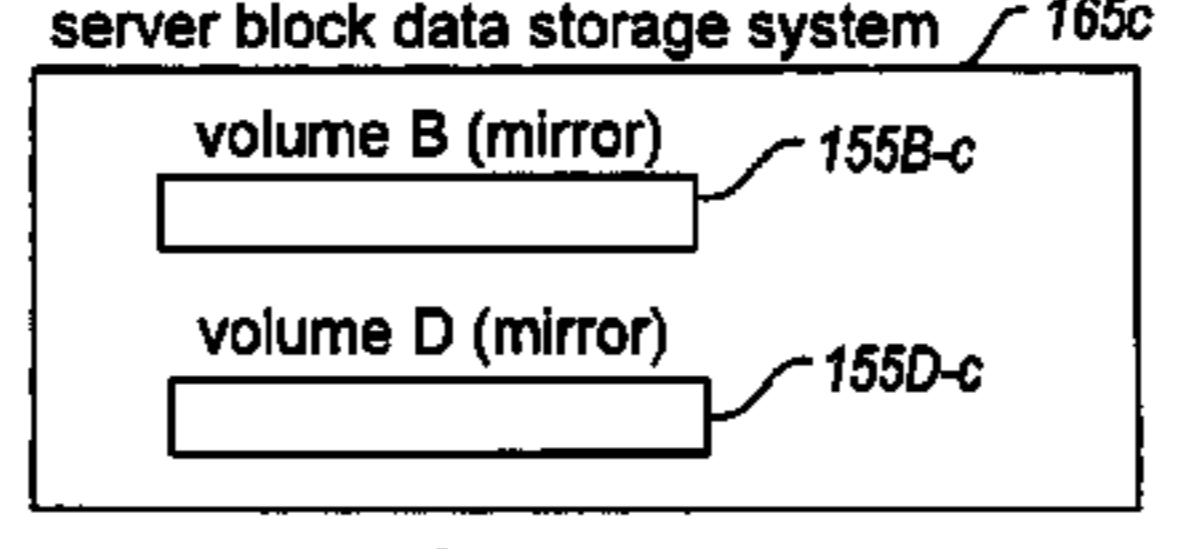 server block data storage system 165c
volume B (mirror)
155B-c
volume D (mirror)
155D-c